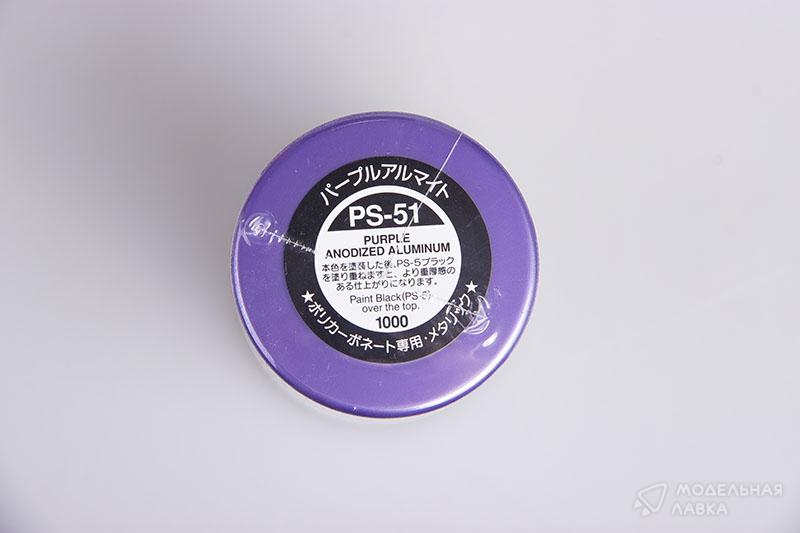 パープルアルマイト
PS-51
PURPLE
ANODIZED ALUMINUM
本色を塗装した後、PS-5ブラック
を塗り重ねますと、より重厚感の
ある仕上がりになります。
Paint Black(PS-5)
over the top.
1000
★ポリカーボネート専用・メタリック★
МОДЕЛЬНАЯ
ЛАВКА